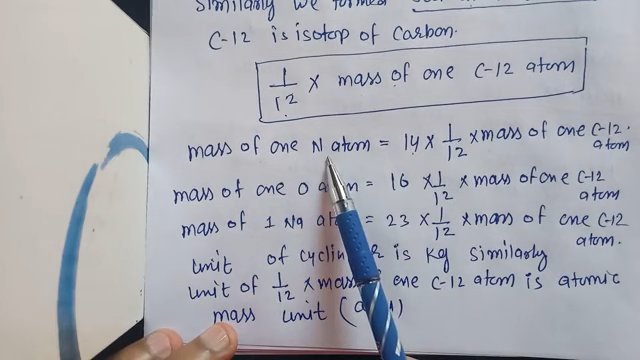 Similarly we formed
C-12 is isotop of Carbon.
1/12 × mass of one C-12 atom
mass of one N atom = 14 × 1/12 × mass of one C-12 atom
mass of one O atom = 16 × 1/12 × mass of one C-12 atom
mass of 1 Na atom = 23 × 1/12 × mass of one C-12 atom.
unit of is Kg similarly
unit of 1/12 × mass one C-12 atom is atomic
mass unit